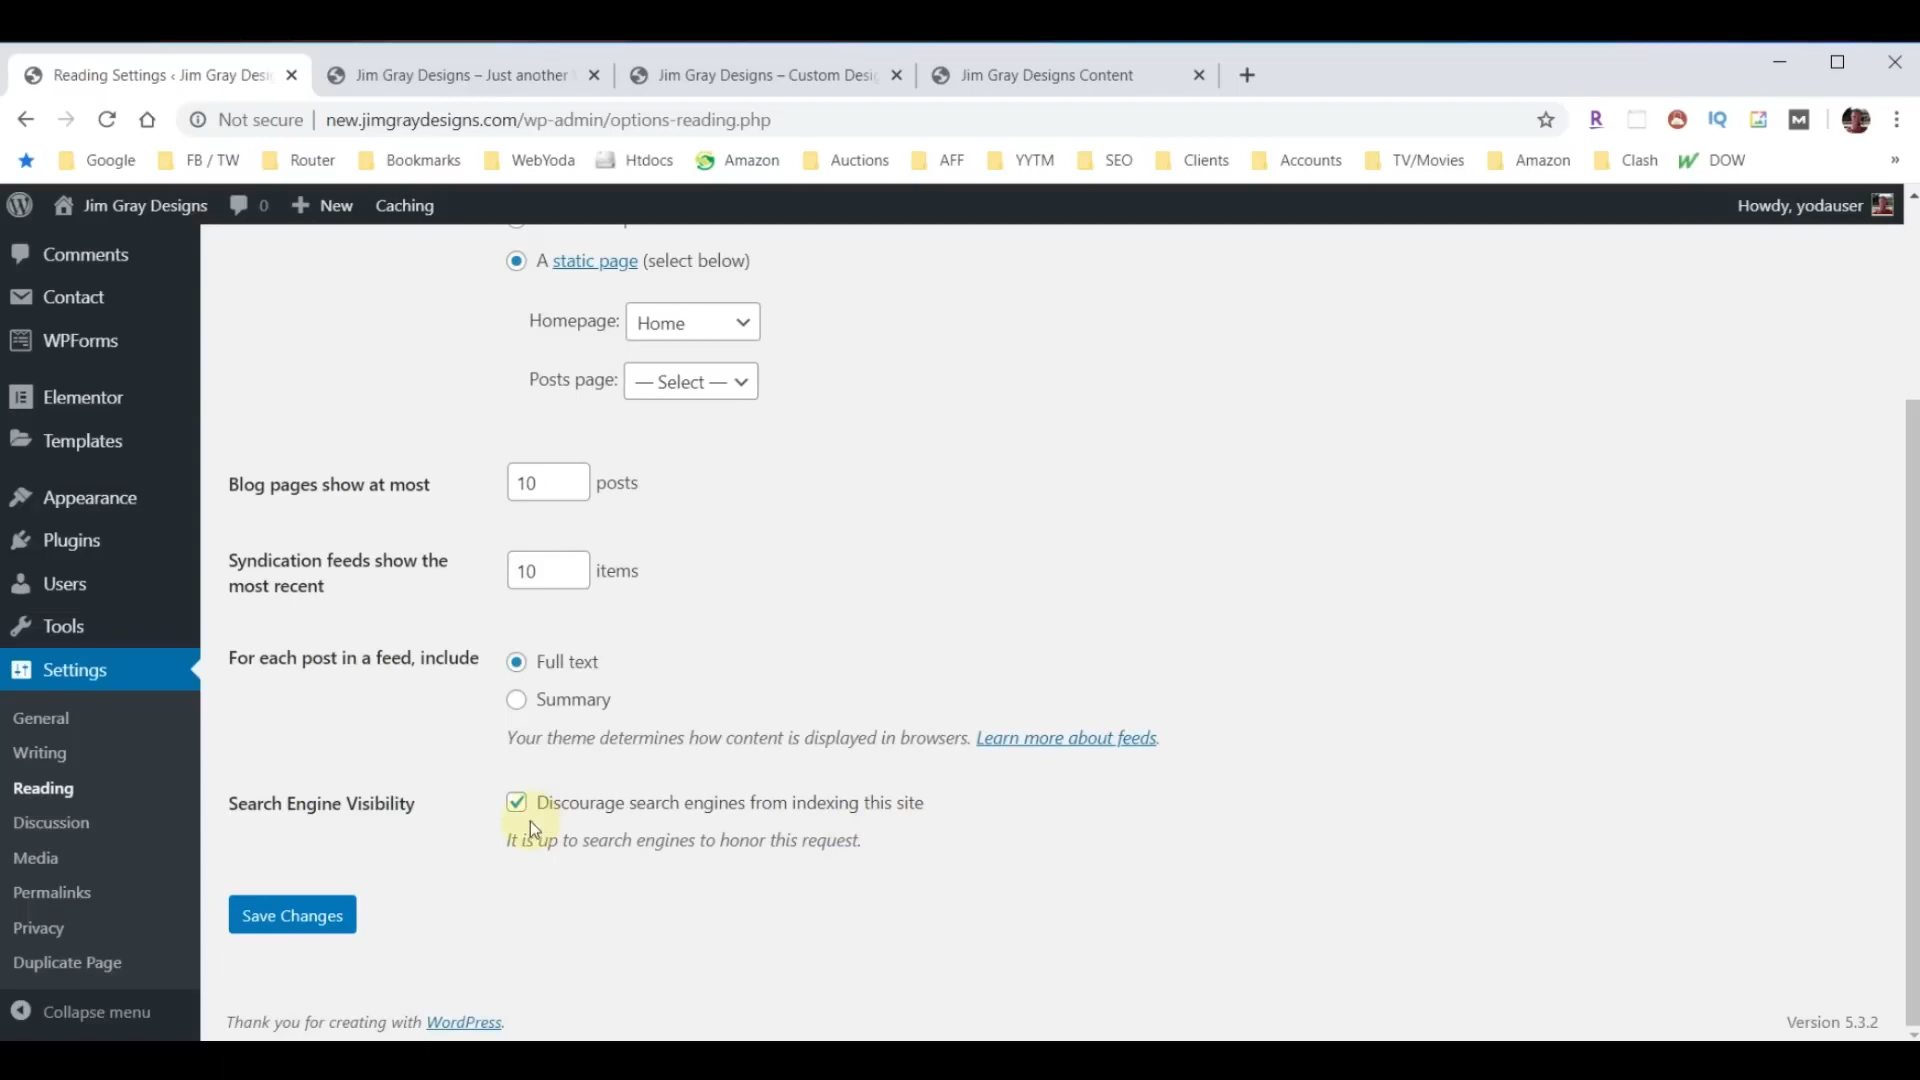 Reading Settings ‹ Jim Gray Desi
Jim Gray Designs – Just another
Jim Gray Designs – Custom Desig
Jim Gray Designs Content
Not secure
new.jimgraydesigns.com/wp-admin/options-reading.php
R
IQ
M
Google
FB / TW
Router
Bookmarks
WebYoda
Htdocs
Amazon
Auctions
AFF
YYTM
SEO
Clients
Accounts
TV/Movies
Amazon
Clash
DOW
»
Jim Gray Designs
0
New
Caching
Howdy, yodauser
Comments
Contact
WPForms
Elementor
Templates
Appearance
Plugins
Users
Tools
Settings
General
Writing
Reading
Discussion
Media
Permalinks
Privacy
Duplicate Page
Collapse menu
A static page (select below)
Homepage: Home
Posts page: — Select —
Blog pages show at most
10 posts
Syndication feeds show the
most recent
10 items
For each post in a feed, include
Full text
Summary
Your theme determines how content is displayed in browsers. Learn more about feeds.
Search Engine Visibility
Discourage search engines from indexing this site
It is up to search engines to honor this request.
Save Changes
Thank you for creating with WordPress.
Version 5.3.2